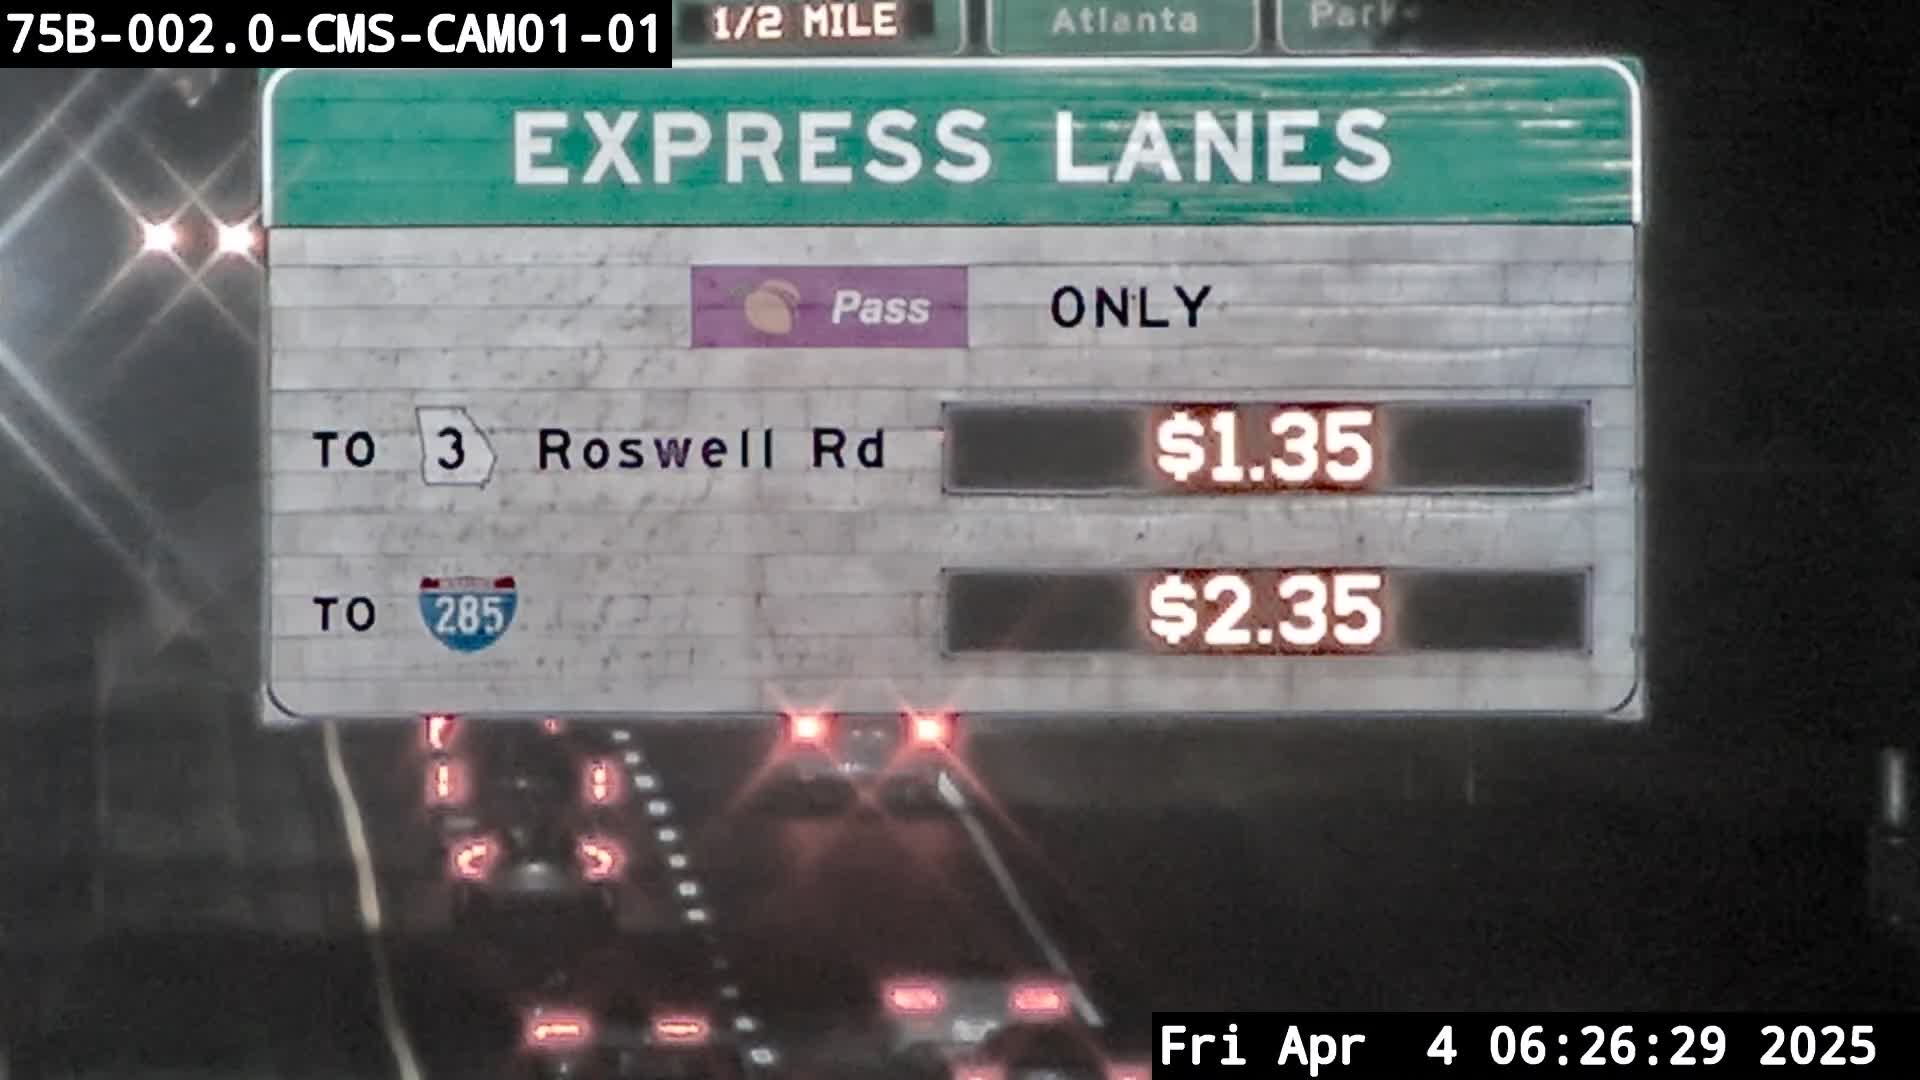 75B-002.0-CMS-CAM01-01
1/2 MILE
Atlanta
EXPRESS LANES
Pass ONLY
TO 3 Roswell Rd $1.35
TO 285 $2.35
Fri Apr 4 06:26:29 2025